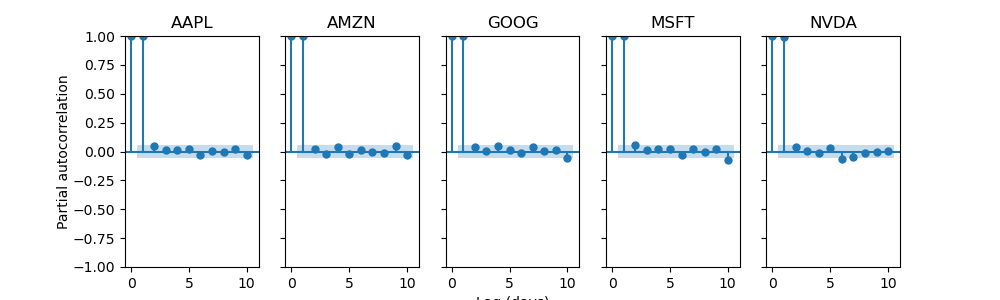 AAPL AMZN GOOG MSFT NVDA
Partial autocorrelation
1.00
0.75
0.50
0.25
0.00
−0.25
−0.50
−0.75
−1.00
0 5 10 0 5 10 0 5 10 0 5 10 0 5 10
Lag (days)